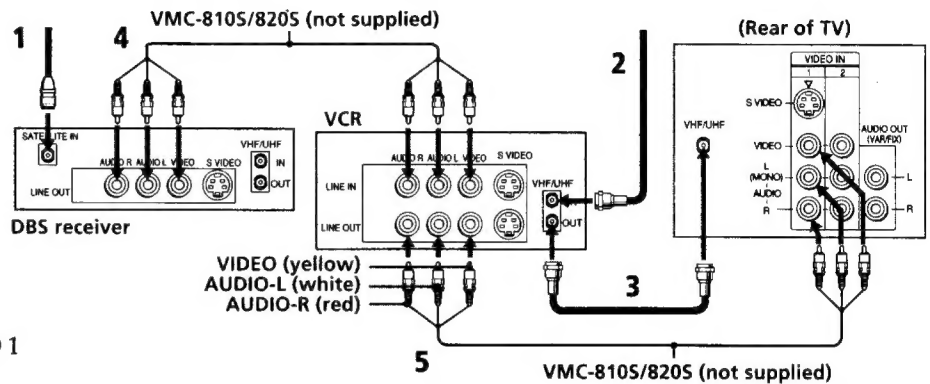 VMC-810S/820S (not supplied)
1
4
2
(Rear of TV)
VIDEO IN
1
2
S VIDEO
VCR
VHF/UHF
AUDIO OUT
(VAR/FIX)
SATELLITE IN
VHF/UHF
IN
OUT
AUDIO R AUDIO L VIDEO
S VIDEO
LINE OUT
AUDIO R AUDIO L VIDEO
S VIDEO
VHF/UHF
IN
OUT
LINE IN
LINE OUT
VIDEO
L
(MONO)
AUDIO
R
L
R
DBS receiver
VIDEO (yellow)
AUDIO-L (white)
AUDIO-R (red)
3
5
VMC-810S/820S (not supplied)
1